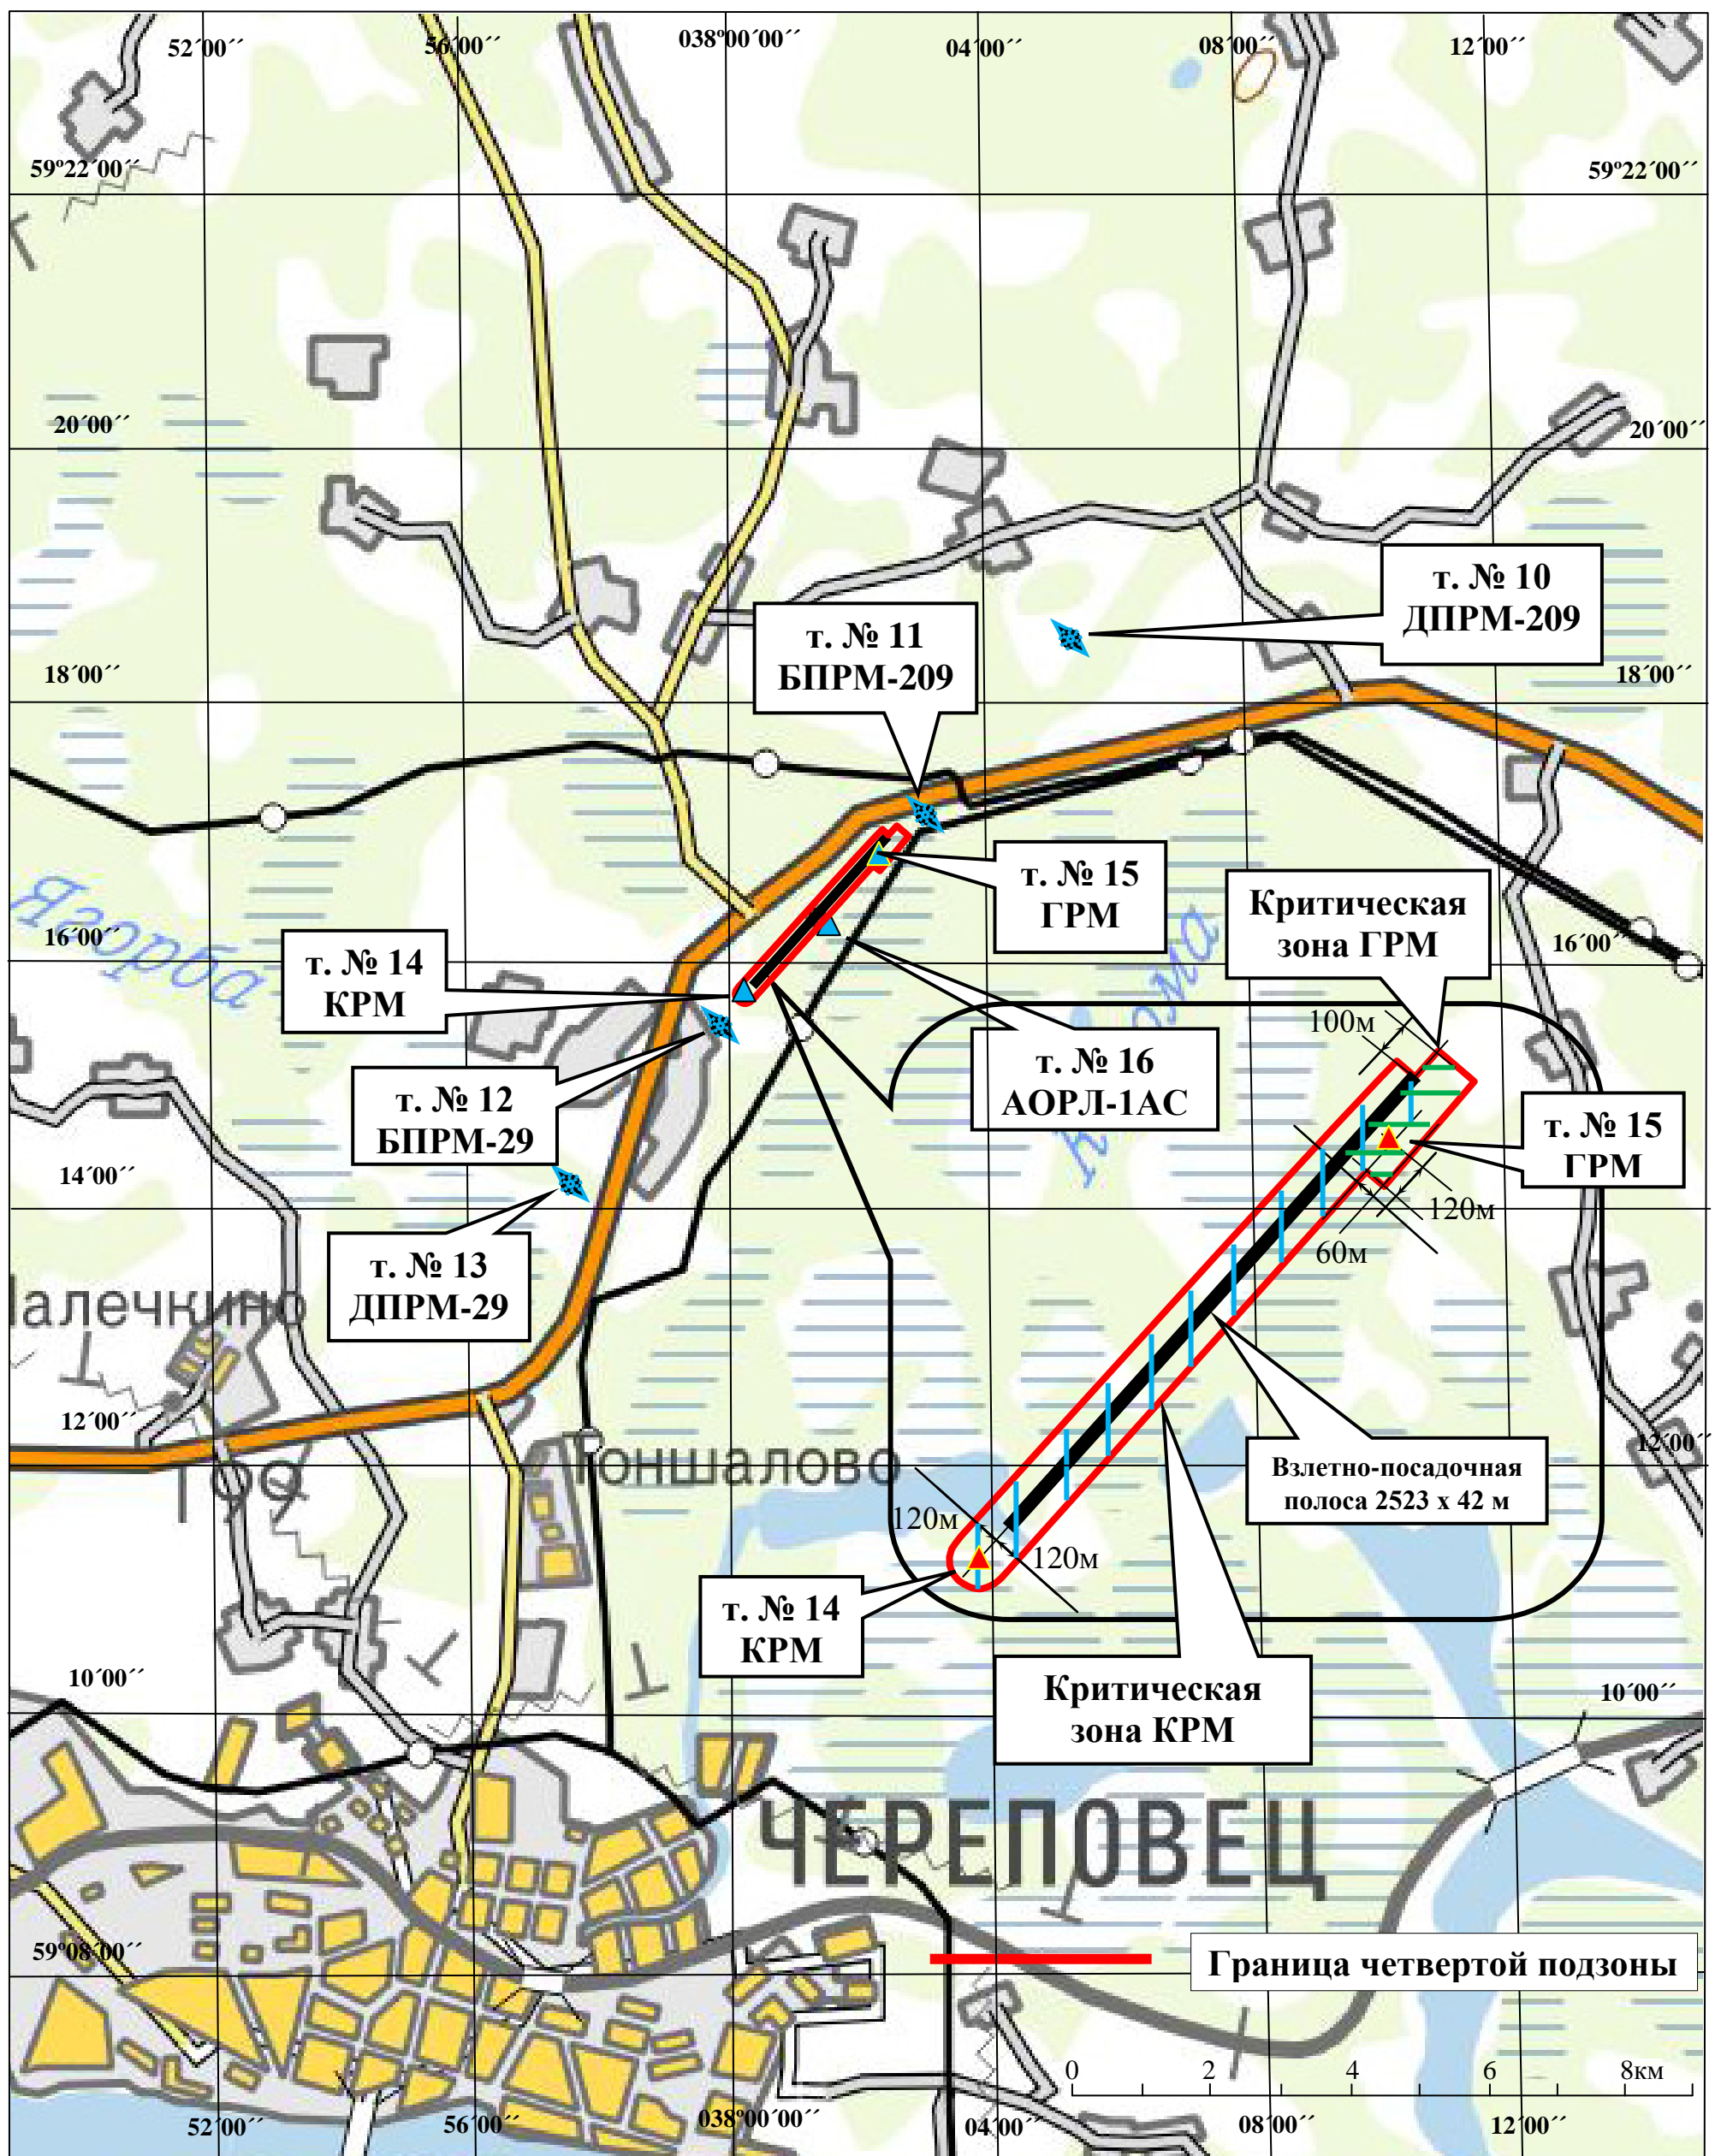 52´00´´
56´00´´
038º00´00´´
04´00´´
08´00´´
12´00´´
59º22´00´´
59º22´00´´
20´00´´
20´00´´
т. № 10
ДПРМ-209
т. № 11
БПРМ-209
18´00´´
18´00´´
т. № 15
ГРМ
Критическая
зона ГРМ
Ягорба
16´00´´
16´00´´
т. № 14
КРМ
100м
т. № 16
АОРЛ-1АС
т. № 12
БПРМ-29
т. № 15
ГРМ
14´00´´
120м
60м
т. № 13
ДПРМ-29
алечкино
12´00´´
12´00´´
Тоншалово
Взлетно-посадочная
полоса 2523 х 42 м
120м
120м
т. № 14
КРМ
Критическая
зона КРМ
10´00´´
10´00´´
ЧЕРЕПОВЕЦ
59º08´00´´
Граница четвертой подзоны
0 2 4 6 8км
52´00´´
56´00´´
038º00´00´´
04´00´´
08´00´´
12´00´´